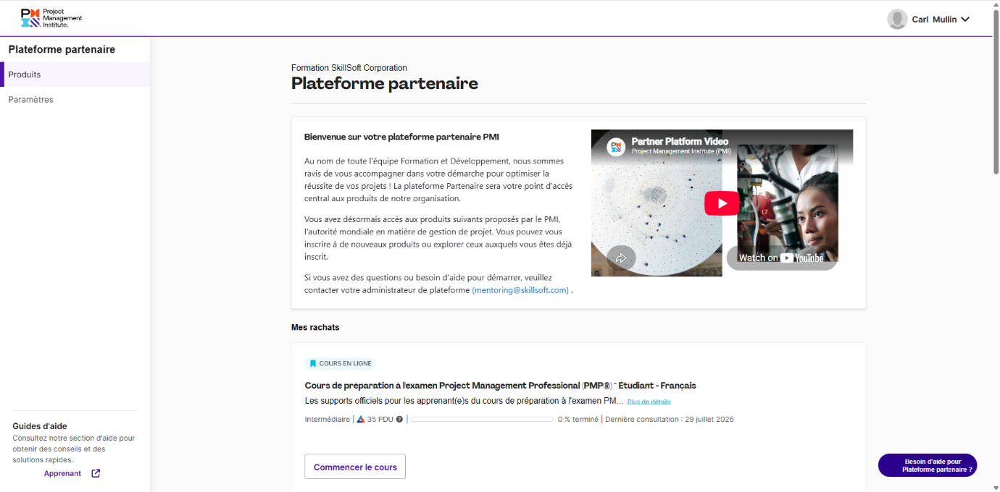 Project
Management
Institute.
Carl Mullin
Plateforme partenaire
Produits
Paramètres
Formation SkillSoft Corporation
Plateforme partenaire
Bienvenue sur votre plateforme partenaire PMI
Au nom de toute l'équipe Formation et Développement, nous sommes
ravis de vous accompagner dans votre démarche pour optimiser la
réussite de vos projets ! La plateforme Partenaire sera votre point d'accès
central aux produits de notre organisation.
Vous avez désormais accès aux produits suivants proposés par le PMI,
l'autorité mondiale en matière de gestion de projet. Vous pouvez vous
inscrire à de nouveaux produits ou explorer ceux auxquels vous êtes déjà
inscrit.
Si vous avez des questions ou besoin d'aide pour démarrer, veuillez
contacter votre administrateur de plateforme (mentoring@skillsoft.com) .
Partner Platform Video
Project Management Institute (PMI)
Watch on YouTube
Mes rachats
COURS EN LIGNE
Cours de préparation à l'examen Project Management Professional (PMP®) - Étudiant - Français
Les supports officiels pour les apprenant(e)s du cours de préparation à l'examen PM... Plus de détails
Intermédiaire | 35 PDU ? | 0 % terminé | Dernière consultation : 29 juillet 2026
Commencer le cours
Guides d'aide
Consultez notre section d'aide pour
obtenir des conseils et des
solutions rapides.
Apprenant
Besoin d'aide pour
Plateforme partenaire ?